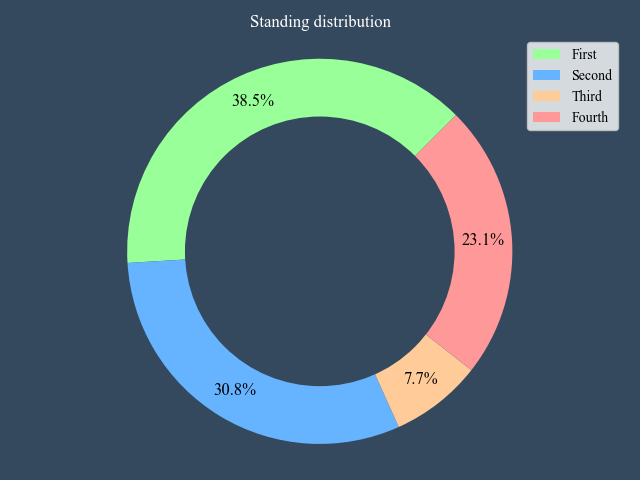 Standing distribution
First
Second
Third
Fourth
38.5%
23.1%
7.7%
30.8%